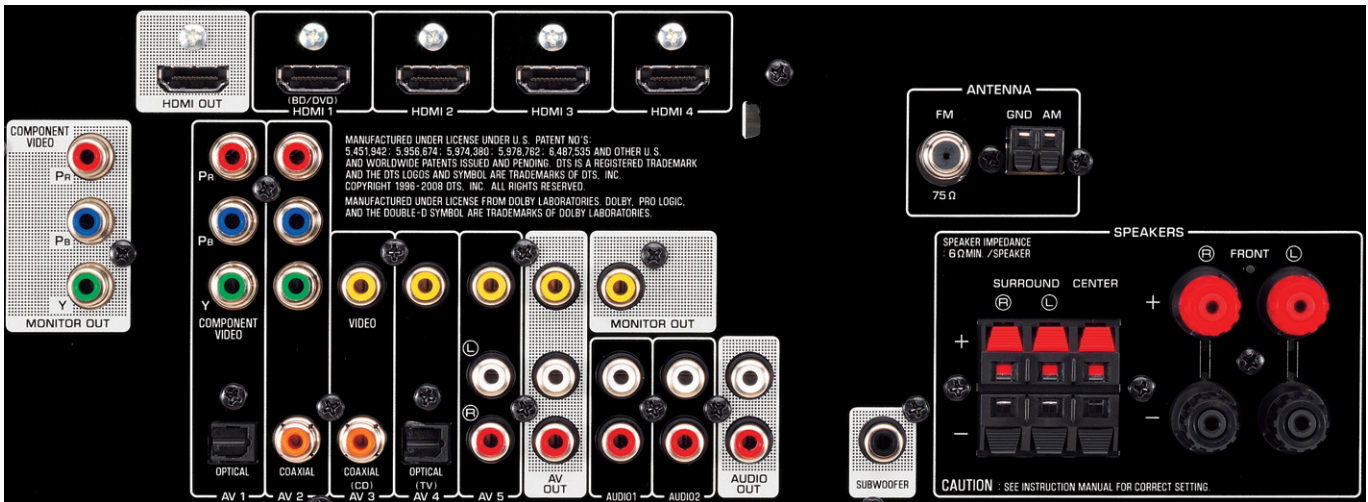 HDMI OUT
(BD/DVD)
HDMI 1
HDMI 2
HDMI 3
HDMI 4
COMPONENT
VIDEO
PR
PB
Y
MONITOR OUT
PR
PB
Y
COMPONENT
VIDEO
MANUFACTURED UNDER LICENSE UNDER U.S. PATENT NO'S:
5,451,942; 5,956,674; 5,974,380; 5,978,762; 6,487,535 AND OTHER U.S.
AND WORLDWIDE PATENTS ISSUED AND PENDING. DTS IS A REGISTERED TRADEMARK
AND THE DTS LOGOS AND SYMBOL ARE TRADEMARKS OF DTS, INC.
COPYRIGHT 1996-2008 DTS, INC. ALL RIGHTS RESERVED.
MANUFACTURED UNDER LICENSE FROM DOLBY LABORATORIES. DOLBY, PRO LOGIC,
AND THE DOUBLE-D SYMBOL ARE TRADEMARKS OF DOLBY LABORATORIES.
VIDEO
MONITOR OUT
L
R
OPTICAL
COAXIAL
COAXIAL
(CD)
OPTICAL
(TV)
AV 1
AV 2
AV 3
AV 4
AV 5
AV
OUT
AUDIO1
AUDIO2
AUDIO
OUT
ANTENNA
FM
GND AM
75Ω
SPEAKERS
SPEAKER IMPEDANCE
: 6ΩMIN. /SPEAKER
R FRONT L
SURROUND CENTER
R L
+
-
+
-
SUBWOOFER
CAUTION : SEE INSTRUCTION MANUAL FOR CORRECT SETTING.